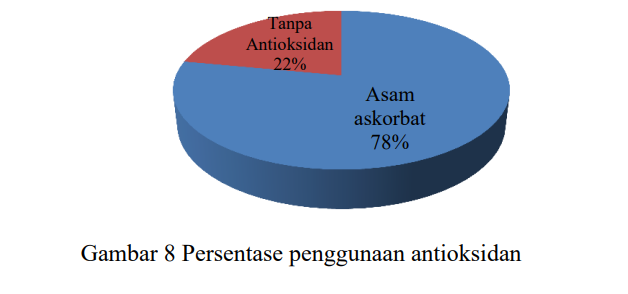 Tanpa
Antioksidan
22%
Asam
askorbat
78%
Gambar 8 Persentase penggunaan antioksidan